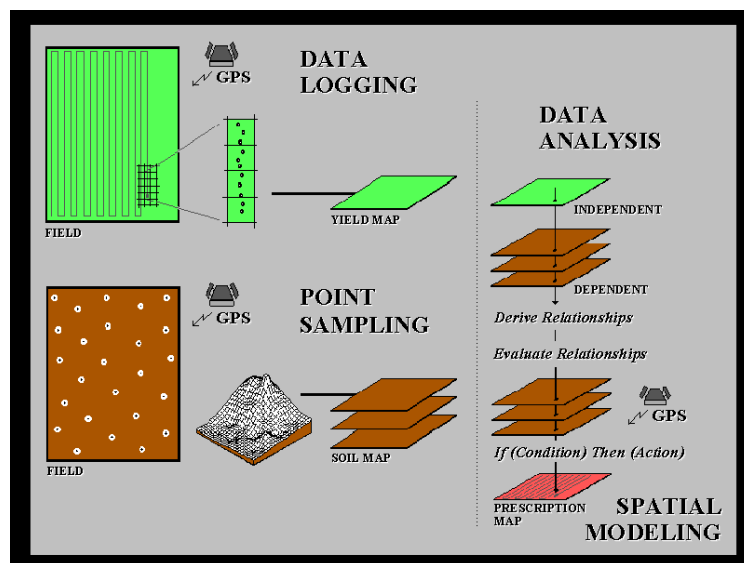 DATA
LOGGING
GPS
FIELD
YIELD MAP
POINT
SAMPLING
GPS
FIELD
SOIL MAP
DATA
ANALYSIS
INDEPENDENT
DEPENDENT
Derive Relationships
Evaluate Relationships
GPS
If (Condition) Then (Action)
PRESCRIPTION
MAP
SPATIAL
MODELING